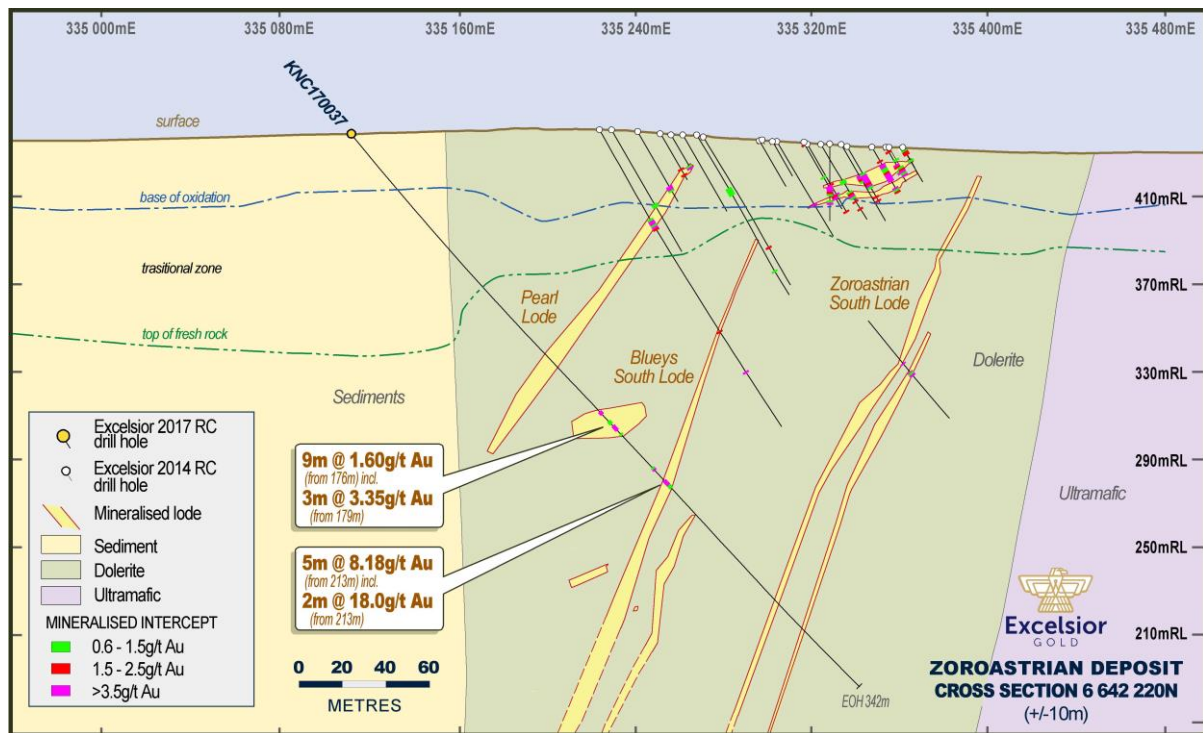 335 000mE
335 080mE
335 160mE
335 240mE
335 320mE
335 400mE
335 480mE
KNC170037
surface
base of oxidation
410mRL
trasitional zone
370mRL
Pearl
Lode
Zoroastrian
South Lode
top of fresh rock
Blueys
South Lode
Dolerite
330mRL
Sediments
Excelsior 2017 RC
drill hole
Excelsior 2014 RC
drill hole
Mineralised lode
Sediment
Dolerite
Ultramafic
MINERALISED INTERCEPT
0.6 - 1.5g/t Au
1.5 - 2.5g/t Au
>3.5g/t Au
9m @ 1.60g/t Au
(from 176m) incl.
3m @ 3.35g/t Au
(from 179m)
5m @ 8.18g/t Au
(from 213m) incl.
2m @ 18.0g/t Au
(from 213m)
290mRL
Ultramafic
250mRL
210mRL
0 20 40 60
METRES
EOH 342m
Excelsior
GOLD
ZOROASTRIAN DEPOSIT
CROSS SECTION 6 642 220N
(+/-10m)